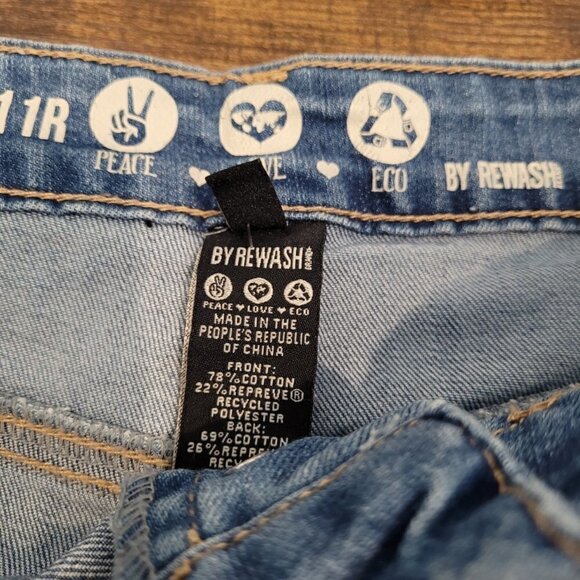 11R
PEACE
ECO
BY REWASH
BY REWASH
BRAND
PEACE ❤ LOVE ❤ ECO
MADE IN THE
PEOPLE'S REPUBLIC
OF CHINA
FRONT:
78%COTTON
22%REPREVE®
RECYCLED
POLYESTER
BACK:
69%COTTON